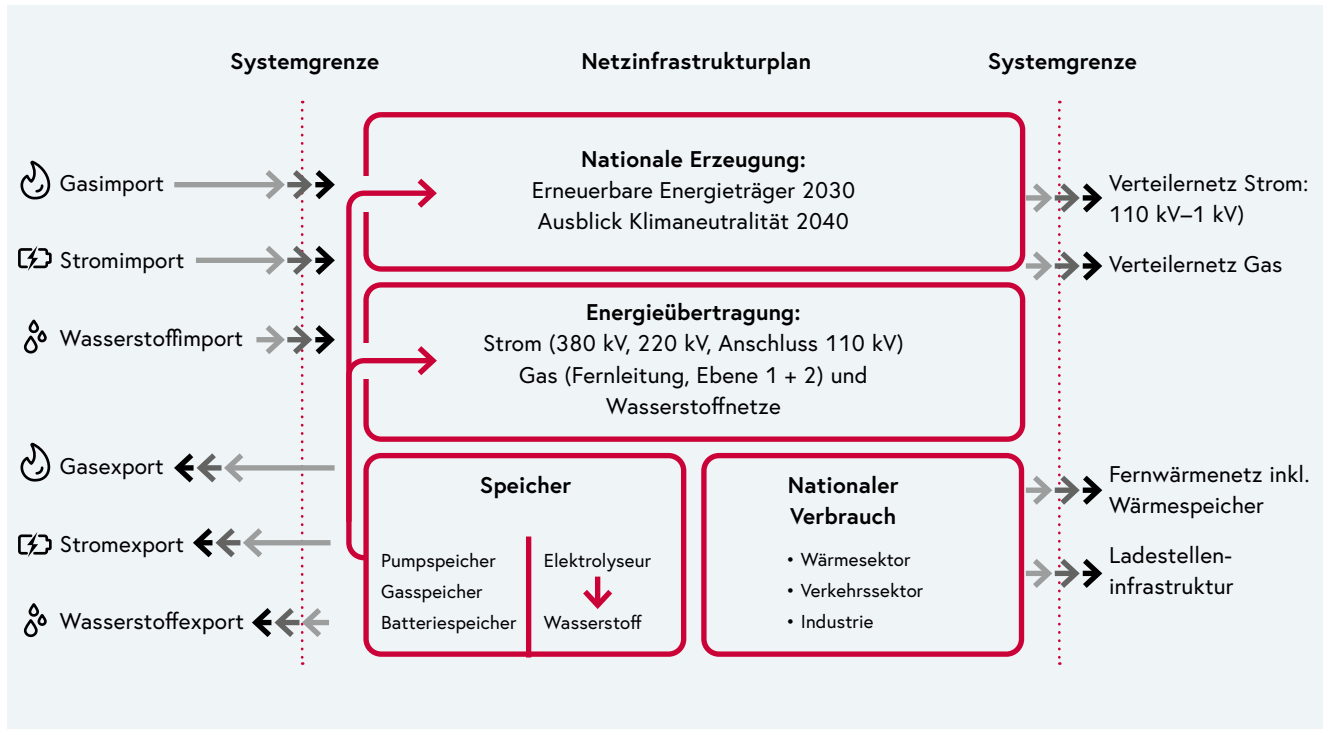 Systemgrenze
Netzinfrastrukturplan
Systemgrenze
Gasimport
Stromimport
Wasserstoffimport
Gasexport
Stromexport
Wasserstoffexport
Nationale Erzeugung:
Erneuerbare Energieträger 2030
Ausblick Klimaneutralität 2040
Energieübertragung:
Strom (380 kV, 220 kV, Anschluss 110 kV)
Gas (Fernleitung, Ebene 1 + 2) und
Wasserstoffnetze
Speicher
Pumpspeicher
Gasspeicher
Batteriespeicher
Elektrolyseur
Wasserstoff
Nationaler
Verbrauch
• Wärmesektor
• Verkehrssektor
• Industrie
Verteilernetz Strom:
110 kV–1 kV)
Verteilernetz Gas
Fernwärmenetz inkl.
Wärmespeicher
Ladestellen-
infrastruktur